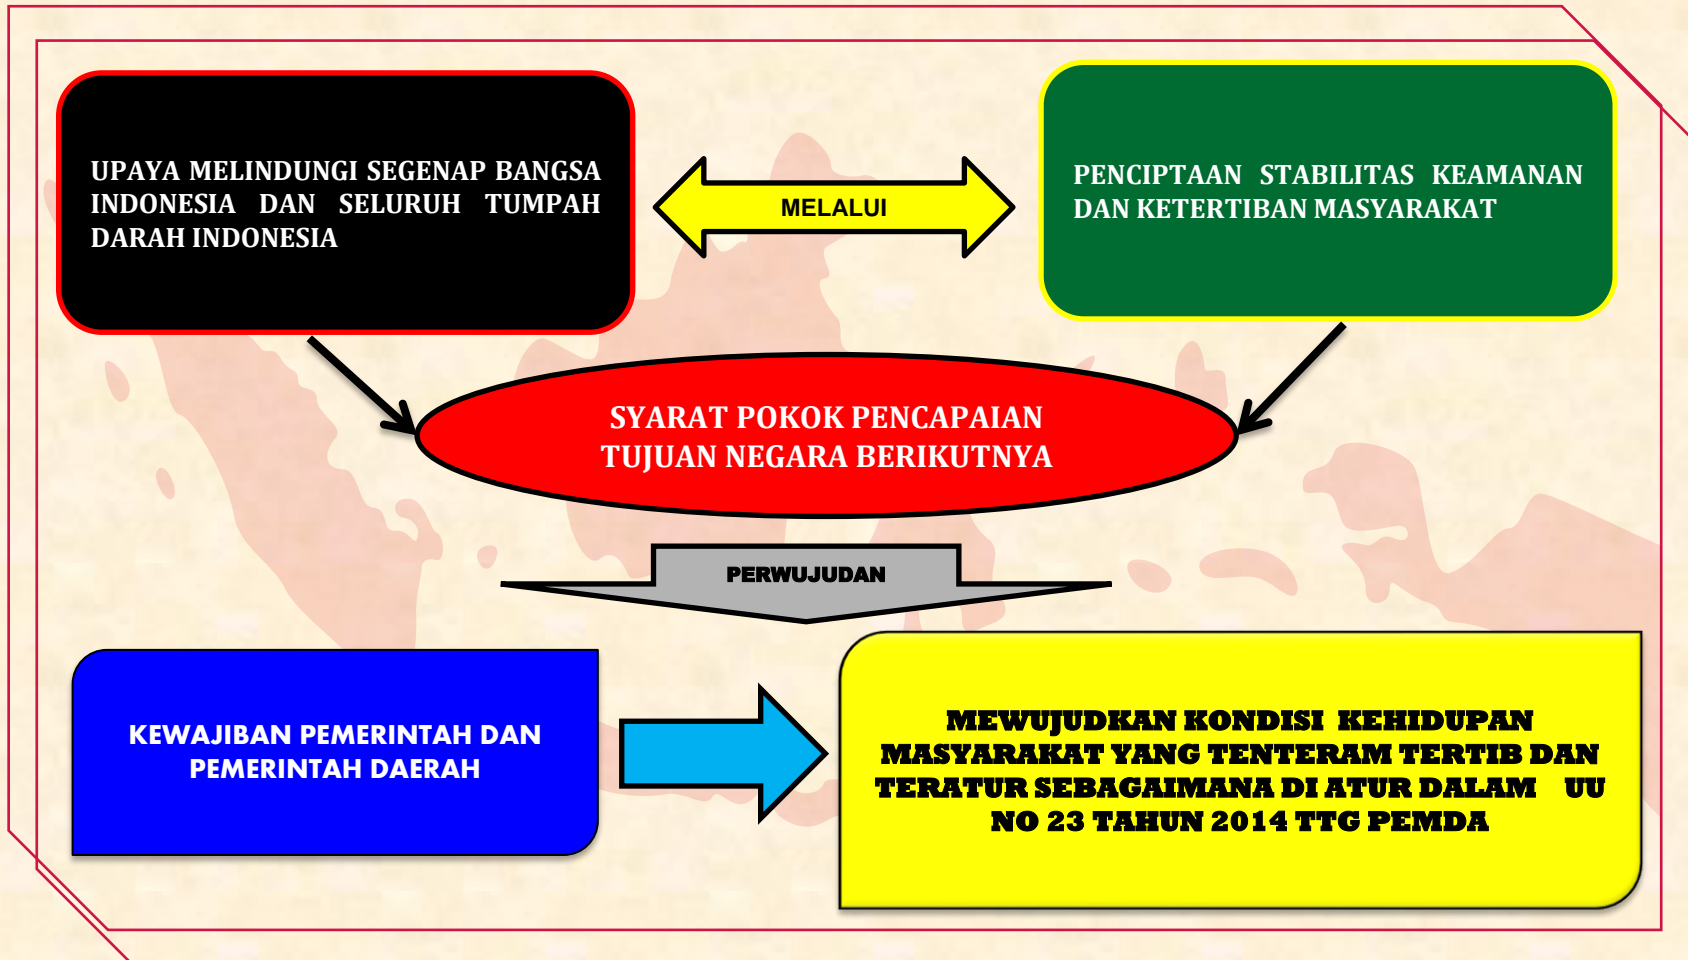 UPAYA MELINDUNGI SEGENAP BANGSA
INDONESIA DAN SELURUH TUMPAH
DARAH INDONESIA
MELALUI
PENCIPTAAN STABILITAS KEAMANAN
DAN KETERTIBAN MASYARAKAT
SYARAT POKOK PENCAPAIAN
TUJUAN NEGARA BERIKUTNYA
PERWUJUDAN
KEWAJIBAN PEMERINTAH DAN
PEMERINTAH DAERAH
MEWUJUDKAN KONDISI KEHIDUPAN
MASYARAKAT YANG TENTERAM TERTIB DAN
TERATUR SEBAGAIMANA DI ATUR DALAM UU
NO 23 TAHUN 2014 TTG PEMDA